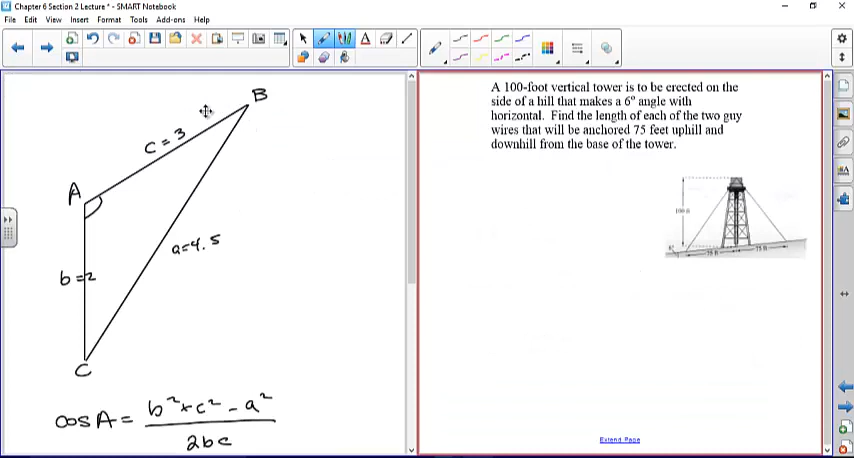 Chapter 6 Section 2 Lecture * - SMART Notebook
File Edit View Insert Format Tools Add-ons Help
B
c = 3
A
a=4.5
b=2
C
cos A = b² + c² - a²
2bc
A 100-foot vertical tower is to be erected on the
side of a hill that makes a 6° angle with
horizontal. Find the length of each of the two guy
wires that will be anchored 75 feet uphill and
downhill from the base of the tower.
100 ft
6°
75 ft
75 ft
Extend Page